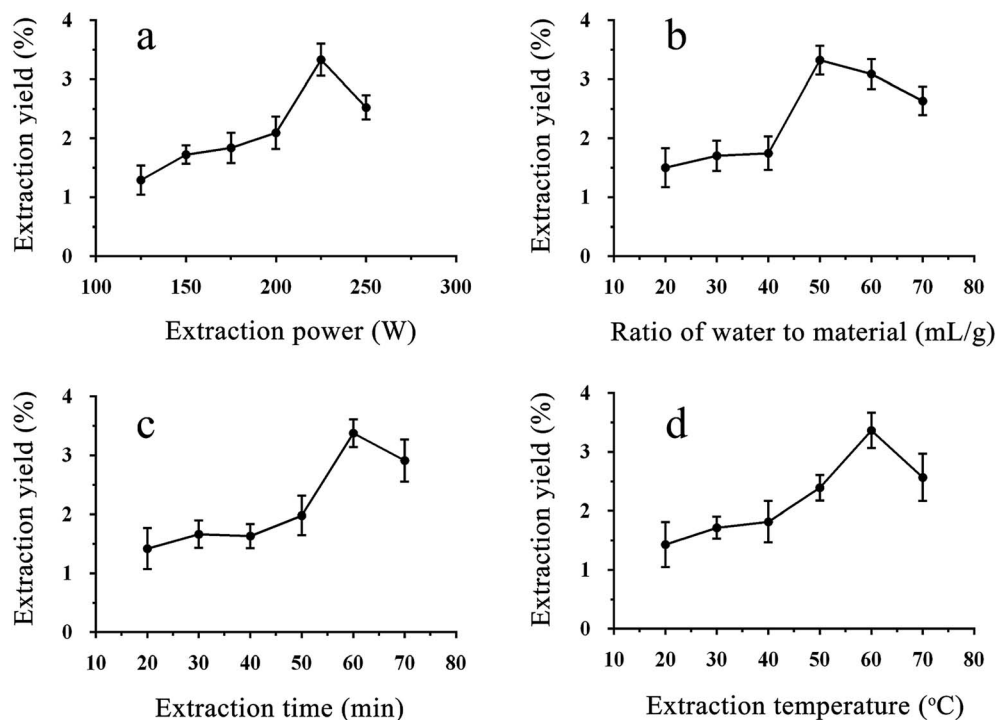 a
Extraction yield (%)
4
3
2
1
0
100 150 200 250 300
Extraction power (W)
b
Extraction yield (%)
4
3
2
1
0
10 20 30 40 50 60 70 80
Ratio of water to material (mL/g)
c
Extraction yield (%)
4
3
2
1
0
10 20 30 40 50 60 70 80
Extraction time (min)
d
Extraction yield (%)
4
3
2
1
0
10 20 30 40 50 60 70 80
Extraction temperature (°C)